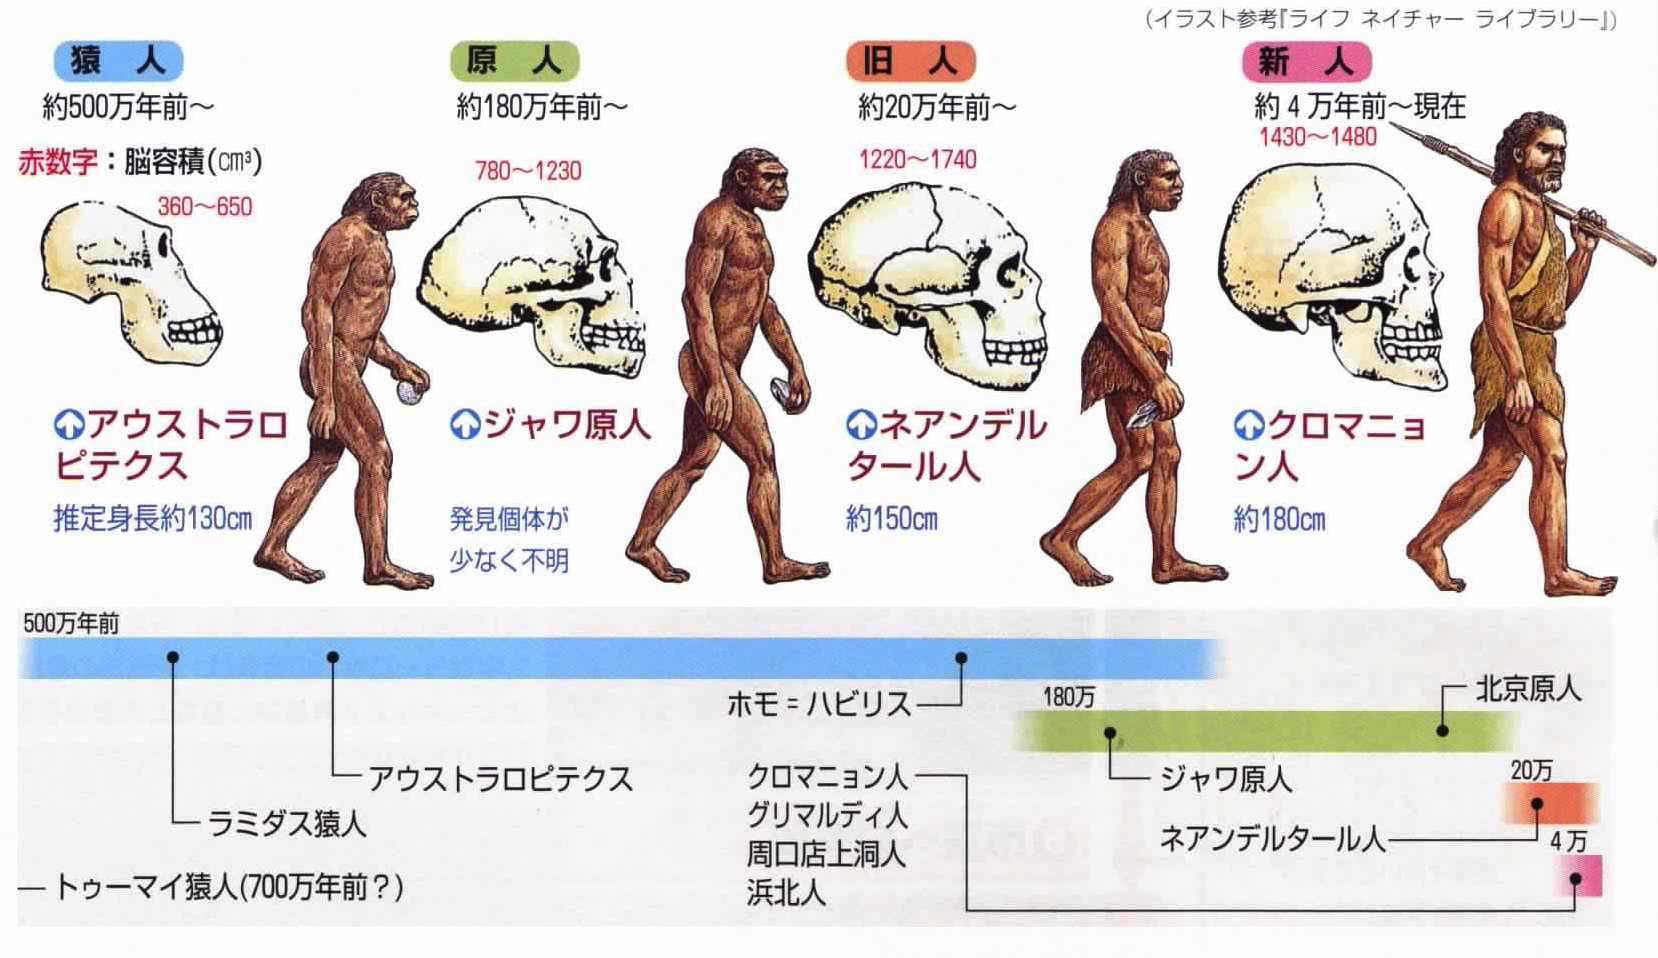 (イラスト参考『ライフ ネイチャー ライブラリー』)
猿 人
約500万年前〜
赤数字：脳容積(cm³)
360〜650
アウストラロ
ピテクス
推定身長約130cm
原 人
約180万年前〜
780〜1230
ジャワ原人
発見個体が
少なく不明
旧 人
約20万年前〜
1220〜1740
ネアンデル
タール人
約150cm
新 人
約４万年前〜現在
1430〜1480
クロマニョ
ン人
約180cm
500万年前
ホモ＝ハビリス
180万
北京原人
アウストラロピテクス
ジャワ原人
20万
ラミダス猿人
クロマニョン人
グリマルディ人
周口店上洞人
浜北人
ネアンデルタール人
４万
トゥーマイ猿人(700万年前？)